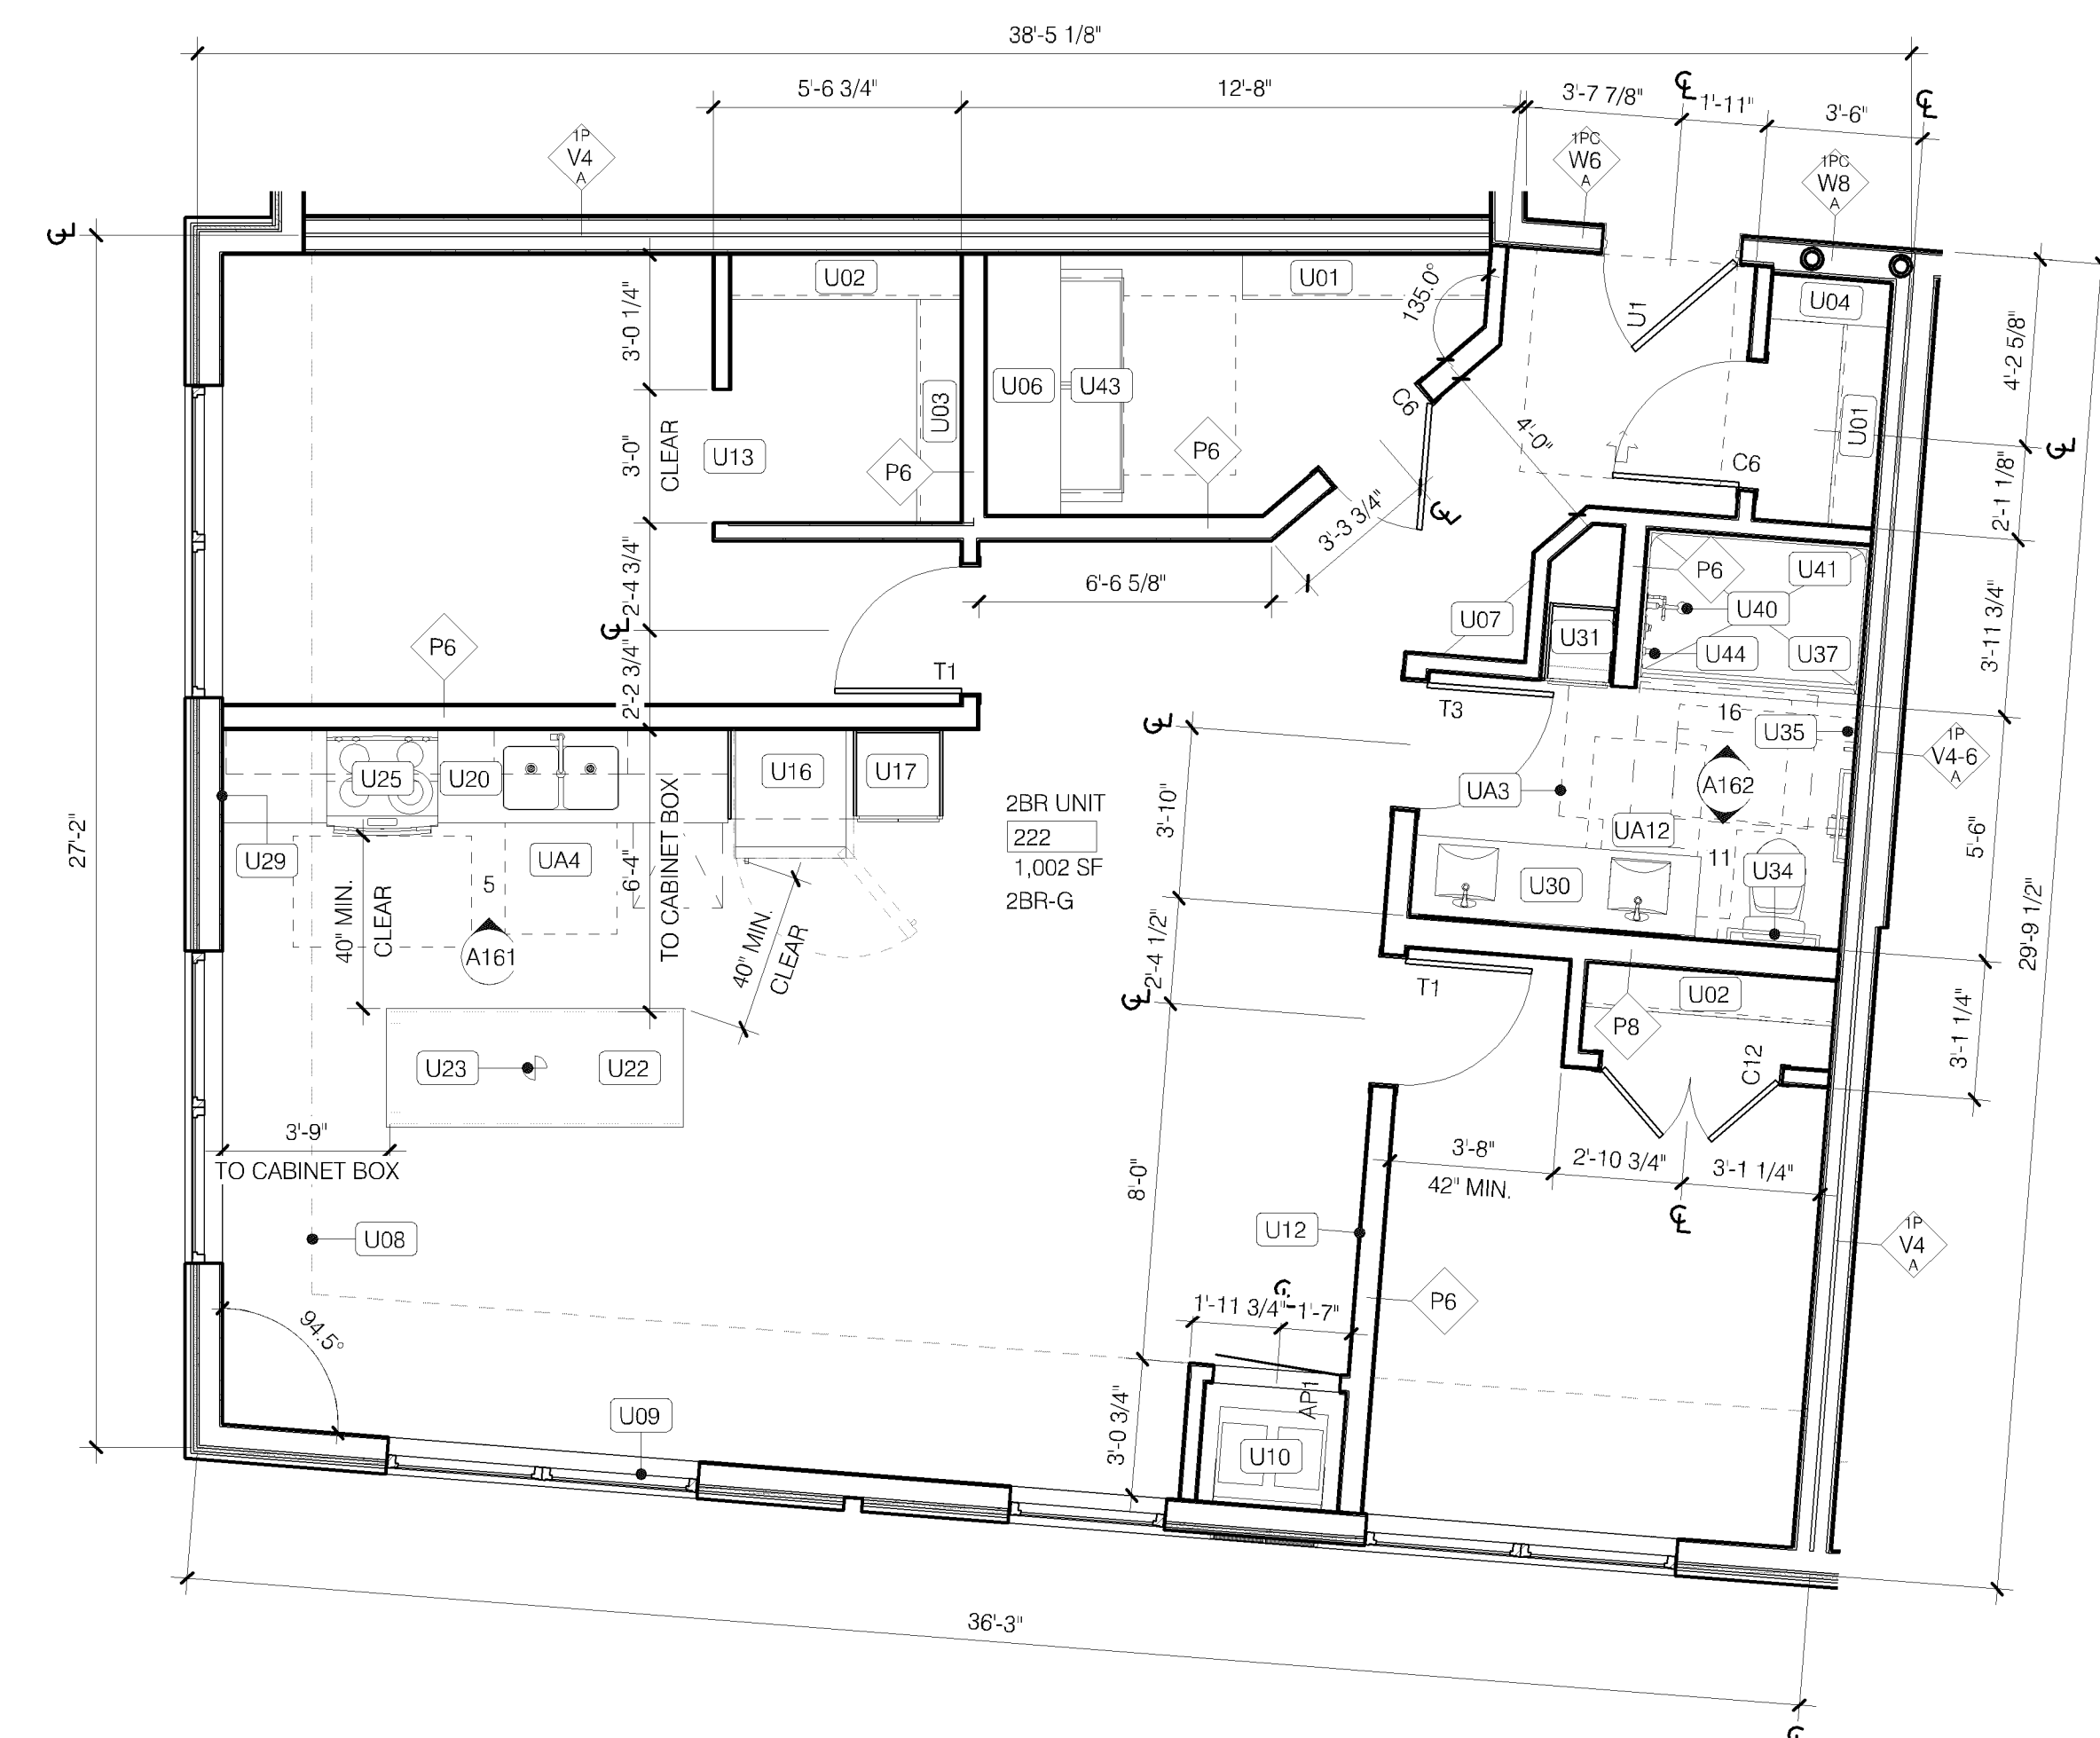 38'-5 1/8"
5'-6 3/4"
12'-8"
3'-7 7/8"
1'-11"
3'-6"
1P
V4
A
1PC
W6
A
1PC
W8
A
U02
U01
U04
135.0°
U1
3'-0 1/4"
4'-2 5/8"
U06
U43
C6
U03
U01
3'-0"
CLEAR
U13
P6
P6
4'-0"
C6
2'-1 1/8"
3'-3 3/4"
2'-4 3/4"
6'-6 5/8"
P6
U41
U40
U07
U31
U44
U37
3'-11 3/4"
P6
2'-2 3/4"
T1
T3
16
U35
1P
V4-6
A
U25
U20
U16
U17
UA3
A162
3'-10"
2BR UNIT
222
1,002 SF
2BR-G
UA12
11
5'-6"
27'-2"
U29
UA4
5
6'-4"
TO CABINET BOX
U30
U34
40" MIN.
CLEAR
A161
40" MIN.
CLEAR
2'-4 1/2"
29'-9 1/2"
T1
U02
P8
3'-1 1/4"
U23
U22
C12
3'-9"
TO CABINET BOX
8'-0"
3'-8"
42" MIN.
2'-10 3/4"
3'-1 1/4"
U08
U12
1P
V4
A
1'-11 3/4"
1'-7"
P6
94.5°
AP1
U09
3'-0 3/4"
U10
36'-3"